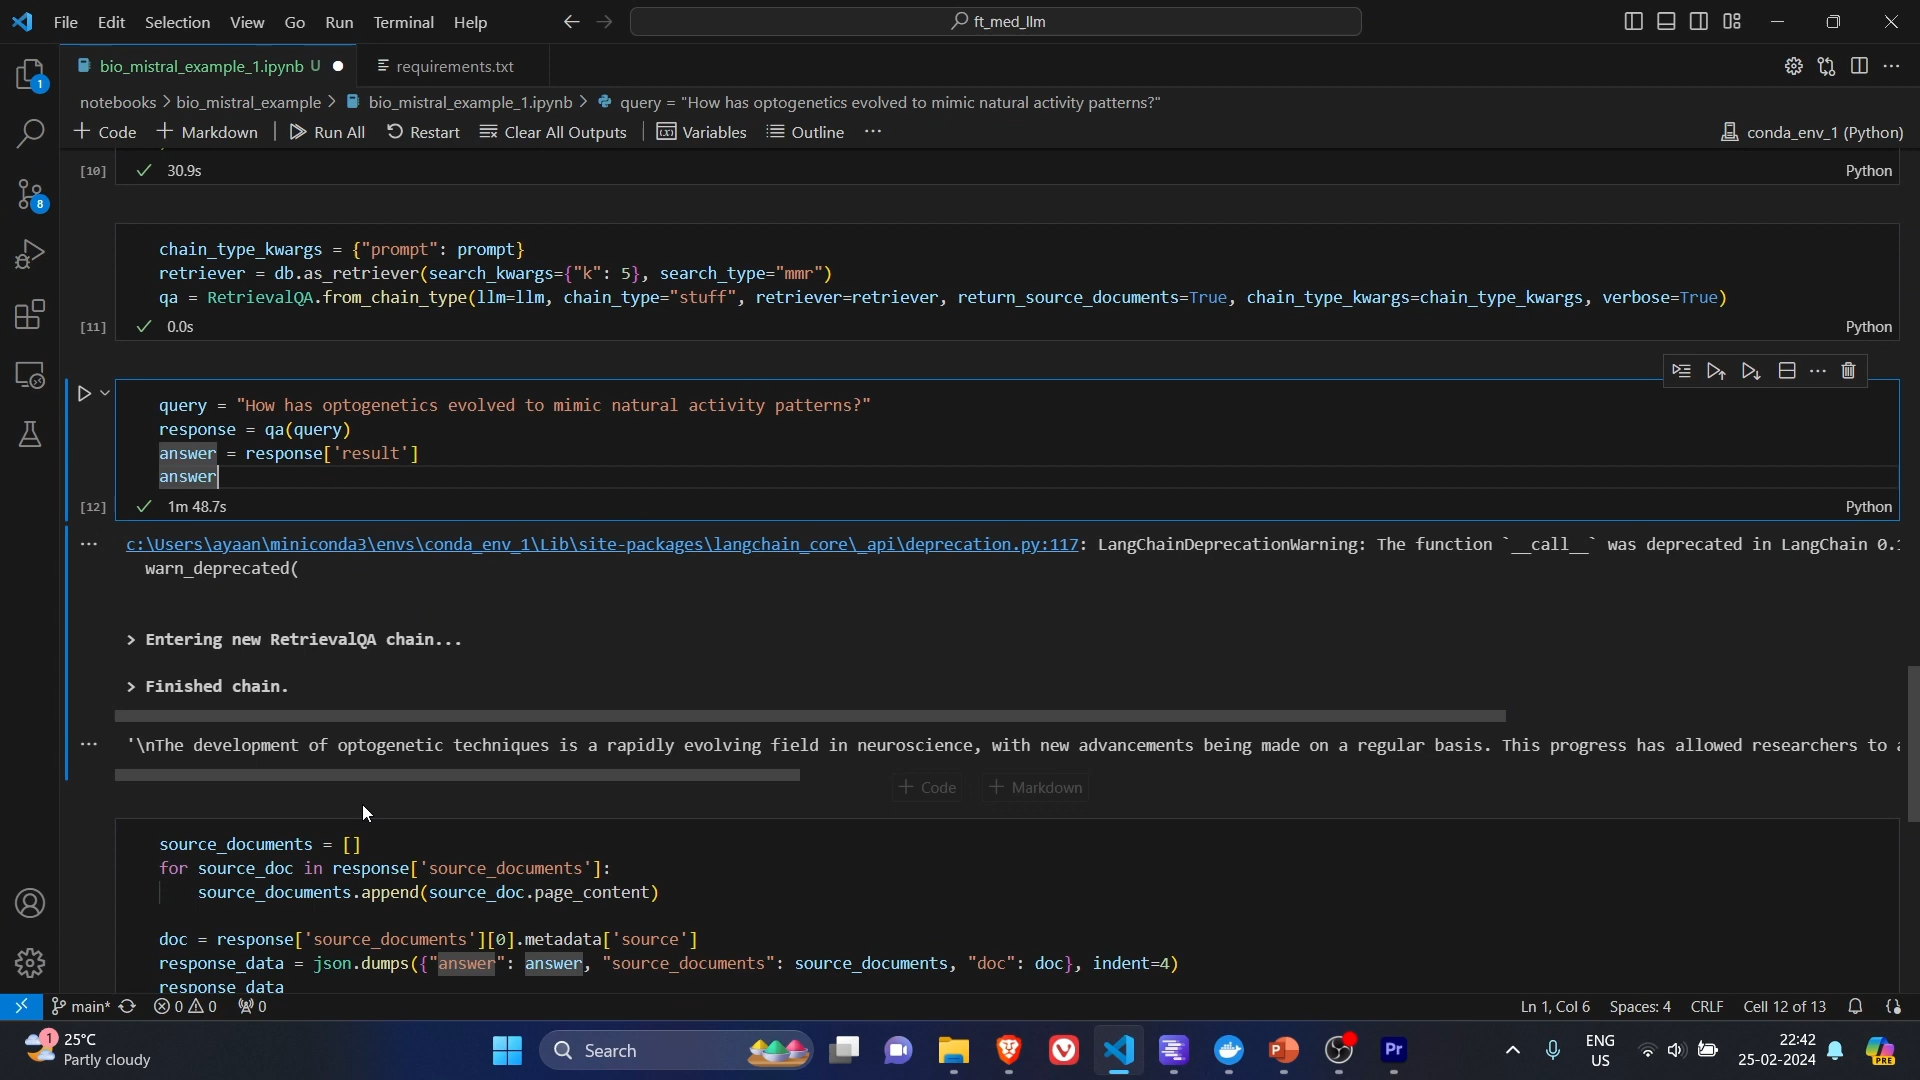 File Edit Selection View Go Run Terminal Help
ft_med_llm
bio_mistral_example_1.ipynb U
requirements.txt
notebooks > bio_mistral_example > bio_mistral_example_1.ipynb > query = "How has optogenetics evolved to mimic natural activity patterns?"
+ Code + Markdown | Run All Restart Clear All Outputs | Variables Outline ...
conda_env_1 (Python)
[10] 30.9s Python
chain_type_kwargs = {"prompt": prompt}
retriever = db.as_retriever(search_kwargs={"k": 5}, search_type="mmr")
qa = RetrievalQA.from_chain_type(llm=llm, chain_type="stuff", retriever=retriever, return_source_documents=True, chain_type_kwargs=chain_type_kwargs, verbose=True)
[11] 0.0s Python
query = "How has optogenetics evolved to mimic natural activity patterns?"
response = qa(query)
answer = response['result']
answer
[12] 1m 48.7s Python
c:\Users\ayaan\miniconda3\envs\conda_env_1\Lib\site-packages\langchain_core\_api\deprecation.py:117: LangChainDeprecationWarning: The function `__call__` was deprecated in LangChain 0.1
warn_deprecated(
> Entering new RetrievalQA chain...
> Finished chain.
'\nThe development of optogenetic techniques is a rapidly evolving field in neuroscience, with new advancements being made on a regular basis. This progress has allowed researchers to a
+ Code + Markdown
source_documents = []
for source_doc in response['source_documents']:
source_documents.append(source_doc.page_content)
doc = response['source_documents'][0].metadata['source']
response_data = json.dumps({"answer": answer, "source_documents": source_documents, "doc": doc}, indent=4)
response_data
main* 0 0 0
Ln 1, Col 6 Spaces: 4 CRLF Cell 12 of 13
1
8
1
25°C
Partly cloudy
Search
Pr
ENG
US
22:42
25-02-2024
PRE